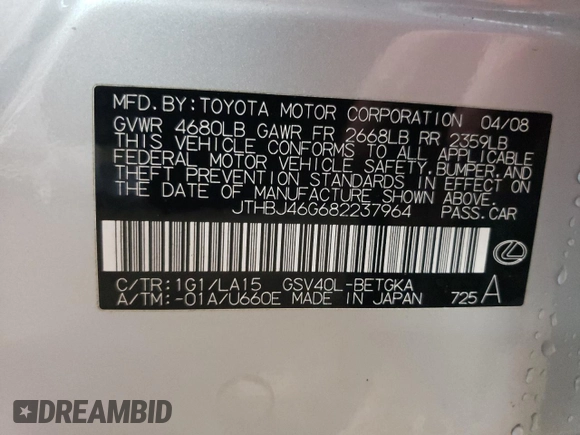 MFD.BY:TOYOTA MOTOR CORPORATION 04/08
GVWR 4680LB GAWR FR 2668LB RR 2359LB
THIS VEHICLE CONFORMS TO ALL APPLICABLE
FEDERAL MOTOR VEHICLE SAFETY,BUMPER,AND
THEFT PREVENTION STANDARDS IN EFFECT ON
THE DATE OF MANUFACTURE SHOWN ABOVE.
JTHBJ46G682237964 PASS.CAR
C/TR:1G1/LA15 GSV40L-BETGKA
A/TM:-01A/U660E MADE IN JAPAN 725 A
DREAMBID